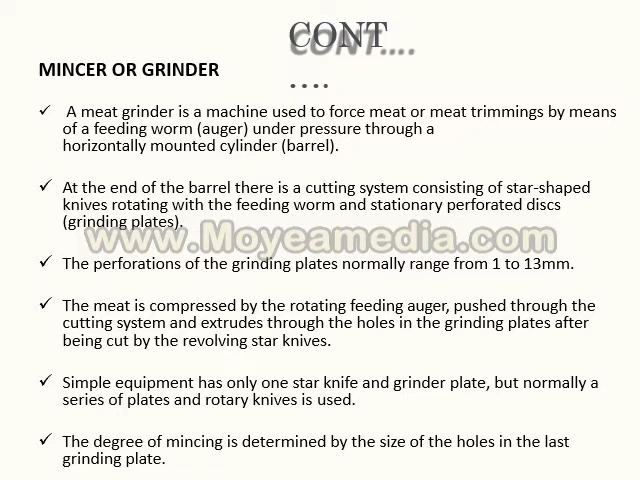 CONT
CONT....
....
MINCER OR GRINDER
✓ A meat grinder is a machine used to force meat or meat trimmings by means
of a feeding worm (auger) under pressure through a
horizontally mounted cylinder (barrel).
✓ At the end of the barrel there is a cutting system consisting of star-shaped
knives rotating with the feeding worm and stationary perforated discs
(grinding plates).
www.Moyeamedia.com
✓ The perforations of the grinding plates normally range from 1 to 13mm.
✓ The meat is compressed by the rotating feeding auger, pushed through the
cutting system and extrudes through the holes in the grinding plates after
being cut by the revolving star knives.
✓ Simple equipment has only one star knife and grinder plate, but normally a
series of plates and rotary knives is used.
✓ The degree of mincing is determined by the size of the holes in the last
grinding plate.